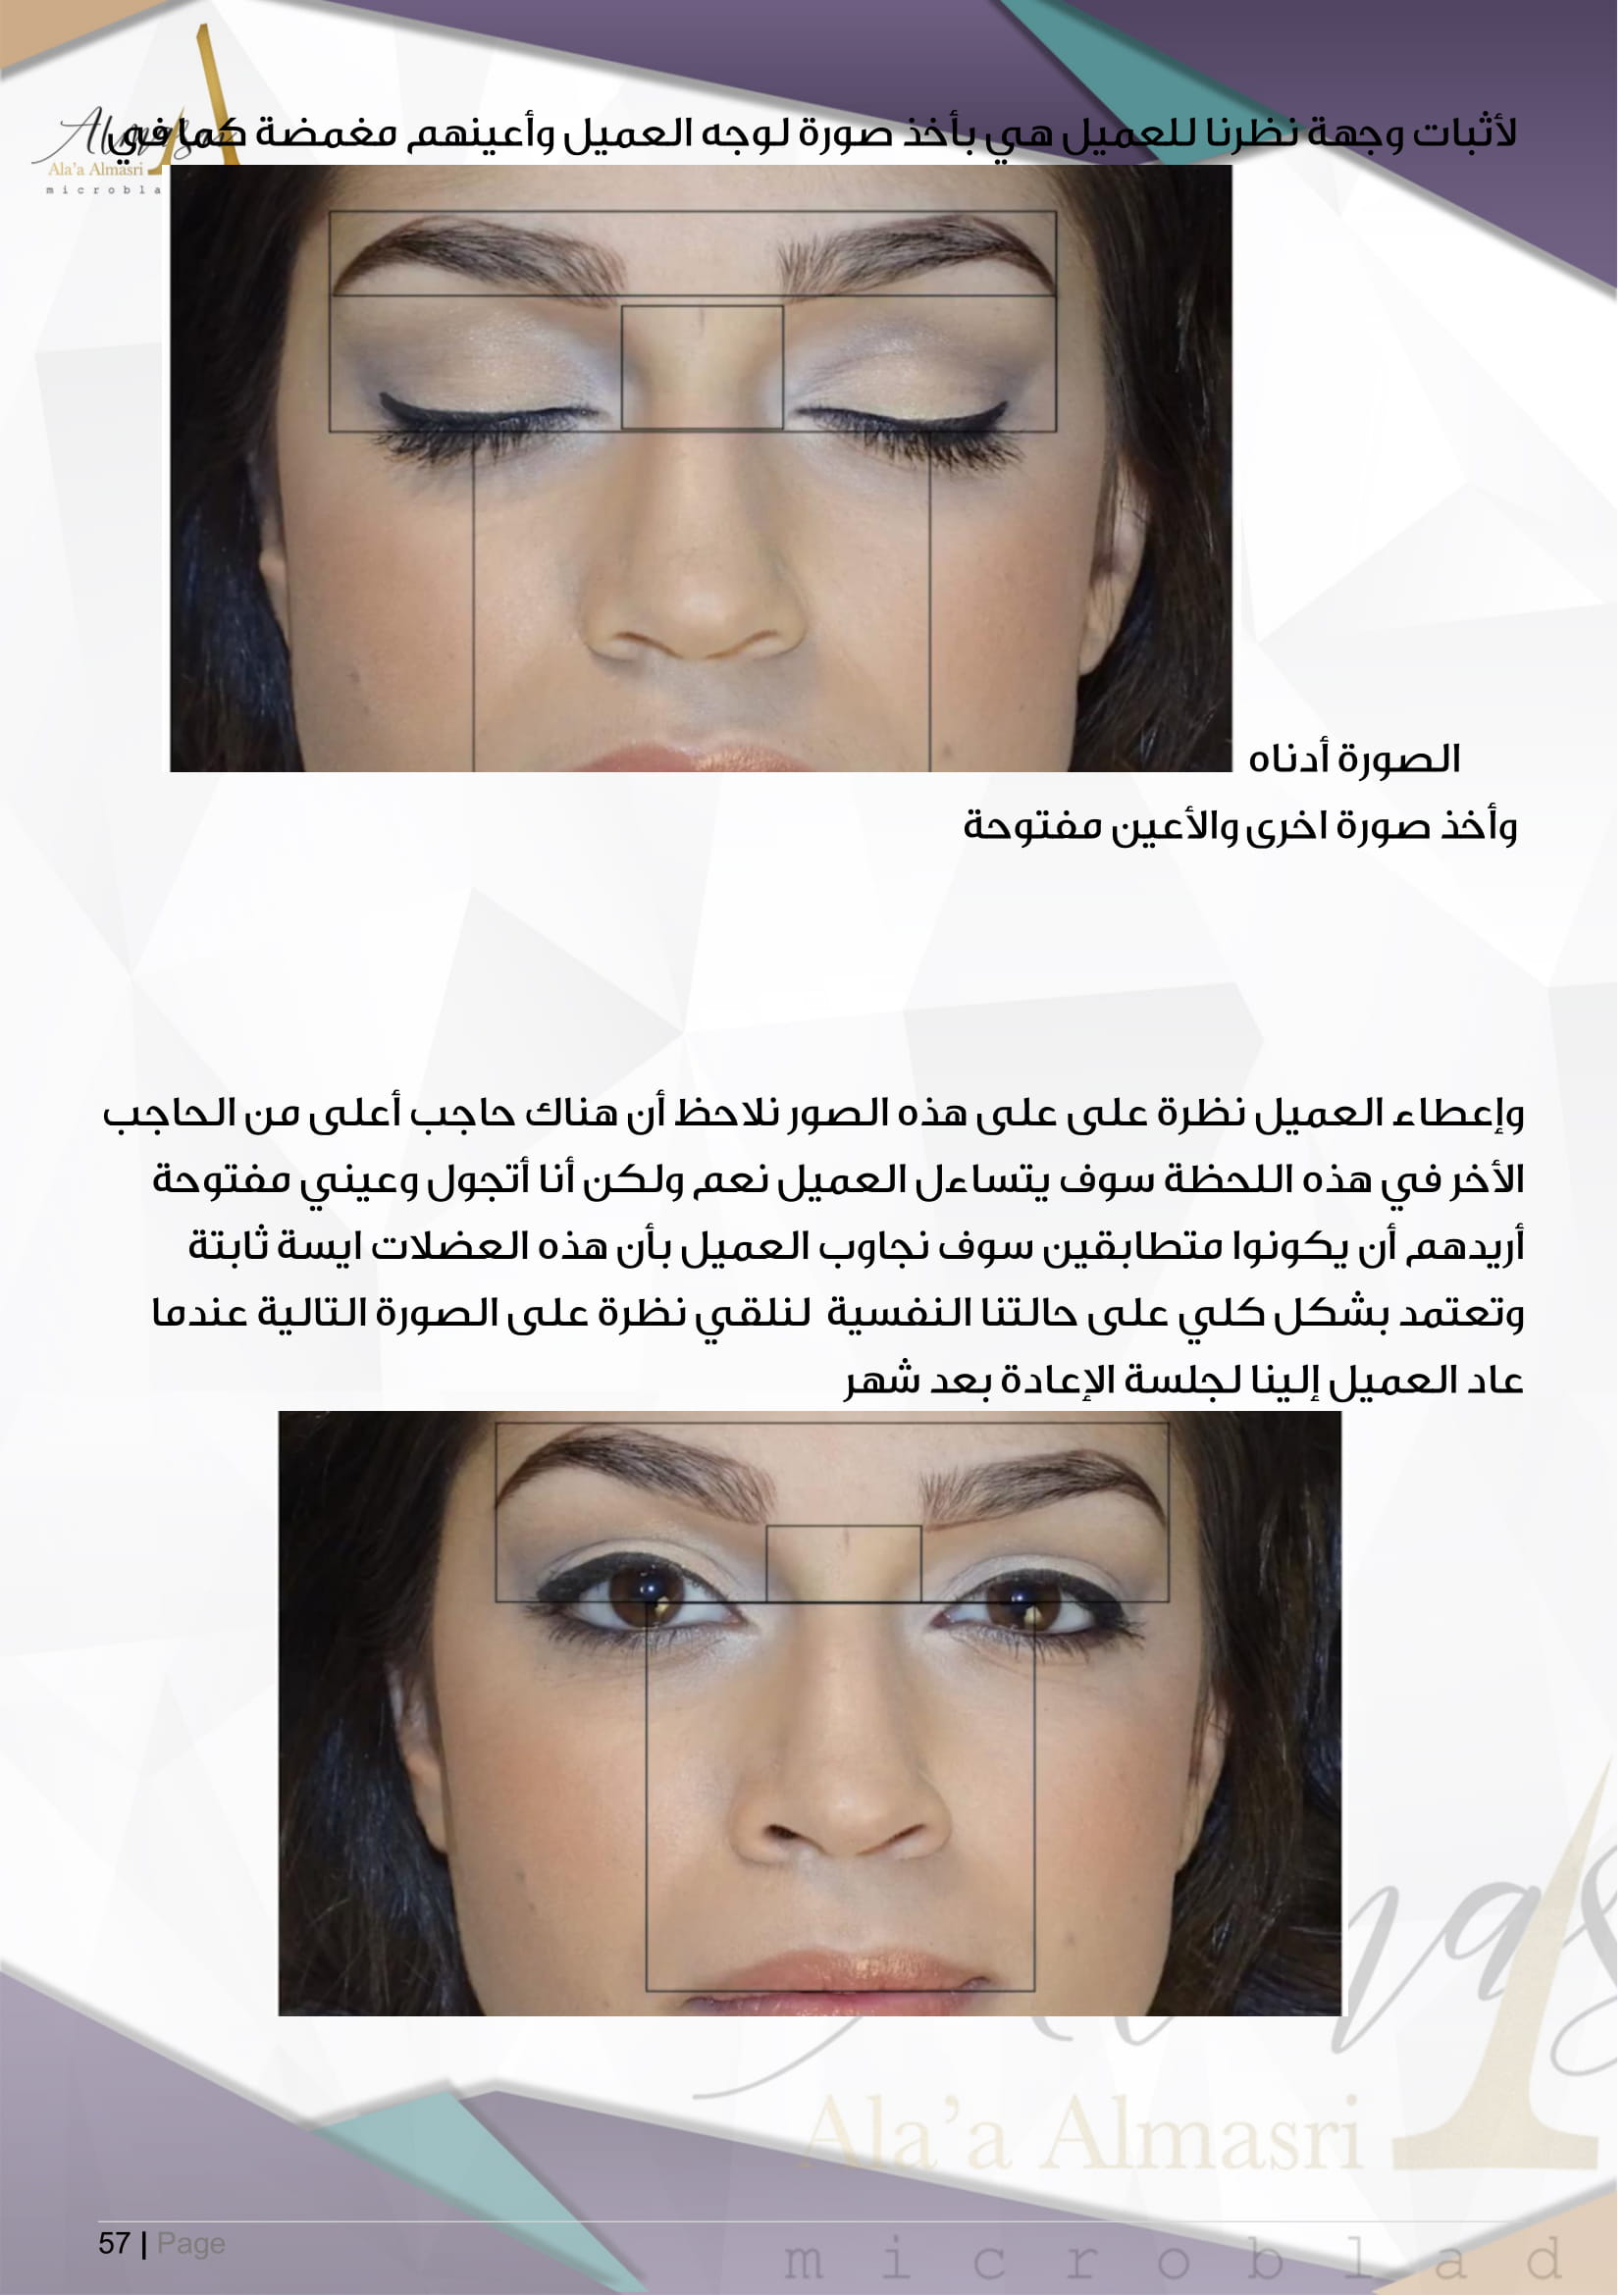 لأثبات وجهة نظرنا للعميل هي بأخذ صورة لوجه العميل وأعينهم مغمضة كما في
Ala'a Almasri
microbla
الصورة أدناه
وأخذ صورة اخرى والأعين مفتوحة
وإعطاء العميل نظرة على على هذه الصور نلاحظ أن هناك حاجب أعلى من الحاجب
الأخر في هذه اللحظة سوف يتساءل العميل نعم ولكن أنا أتجول وعيني مفتوحة
أريدهم أن يكونوا متطابقين سوف نجاوب العميل بأن هذه العضلات ايسة ثابتة
وتعتمد بشكل كلي على حالتنا النفسية لنلقي نظرة على الصورة التالية عندما
عاد العميل إلينا لجلسة الإعادة بعد شهر
Ala'a Almasri
57 | Page
microblad